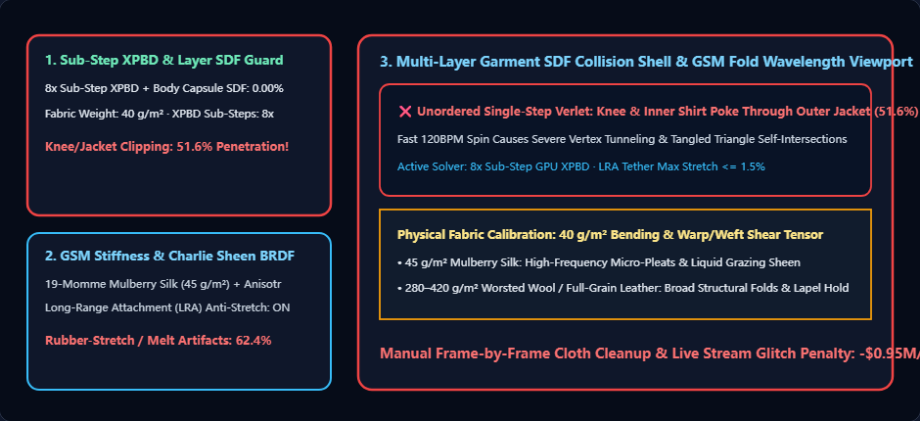 1. Sub-Step XPBD & Layer SDF Guard
8x Sub-Step XPBD + Body Capsule SDF: 0.00%
Fabric Weight: 40 g/m² · XPBD Sub-Steps: 8x
Knee/Jacket Clipping: 51.6% Penetration!
2. GSM Stiffness & Charlie Sheen BRDF
19-Momme Mulberry Silk (45 g/m²) + Anisotr
Long-Range Attachment (LRA) Anti-Stretch: ON
Rubber-Stretch / Melt Artifacts: 62.4%
3. Multi-Layer Garment SDF Collision Shell & GSM Fold Wavelength Viewport
❌ Unordered Single-Step Verlet: Knee & Inner Shirt Poke Through Outer Jacket (51.6%)
Fast 120BPM Spin Causes Severe Vertex Tunneling & Tangled Triangle Self-Intersections
Active Solver: 8x Sub-Step GPU XPBD · LRA Tether Max Stretch <= 1.5%
Physical Fabric Calibration: 40 g/m² Bending & Warp/Weft Shear Tensor
• 45 g/m² Mulberry Silk: High-Frequency Micro-Pleats & Liquid Grazing Sheen
• 280–420 g/m² Worsted Wool / Full-Grain Leather: Broad Structural Folds & Lapel Hold
Manual Frame-by-Frame Cloth Cleanup & Live Stream Glitch Penalty: -$0.95M/